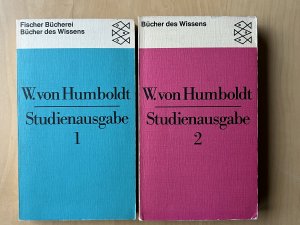 Fischer Bücherei
Bücher des Wissens
W. von Humboldt
Studienausgabe
1
Bücher des Wissens
W. von Humboldt
Studienausgabe
2